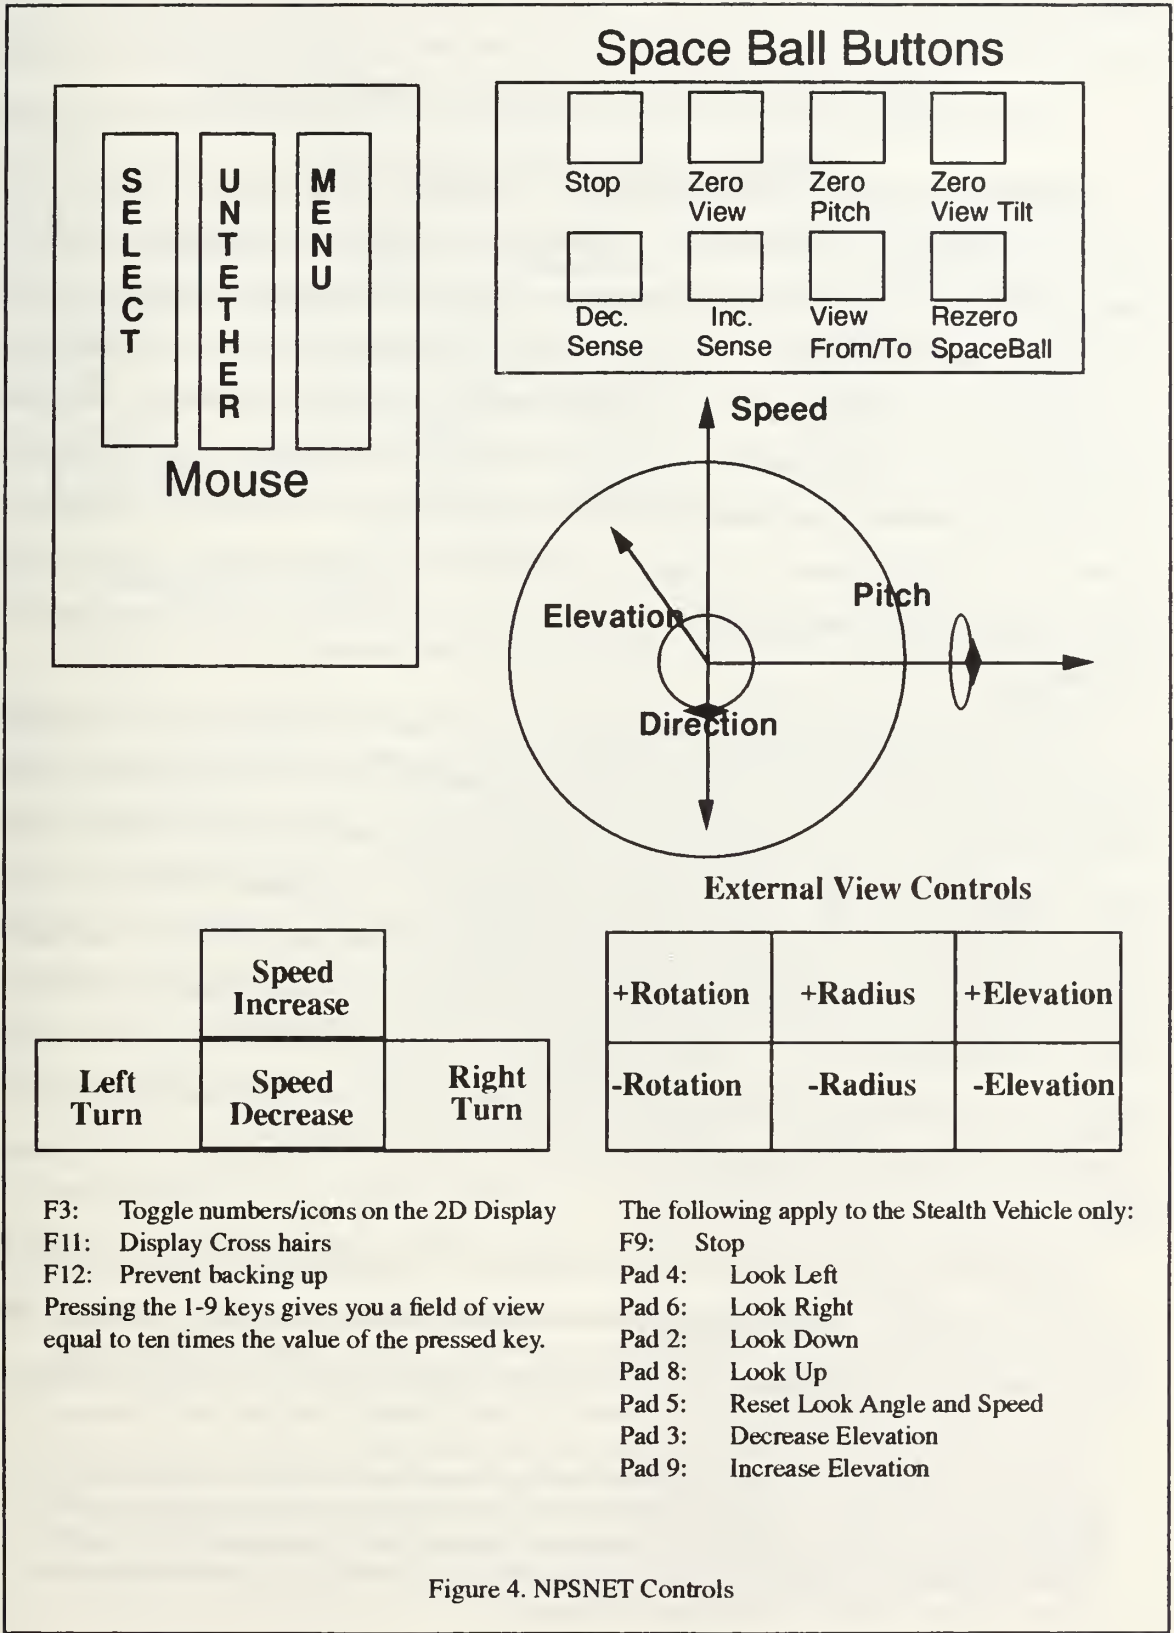 Space Ball Buttons
SELECT
UNTETHER
MENU
Mouse
Stop
Zero
View
Zero
Pitch
Zero
View Tilt
Dec.
Sense
Inc.
Sense
View
From/To
Rezero
SpaceBall
Speed
Pitch
Elevation
Direction
External View Controls
Speed
Increase
Left
Turn
Speed
Decrease
Right
Turn
+Rotation
+Radius
+Elevation
-Rotation
-Radius
-Elevation
F3: Toggle numbers/icons on the 2D Display
F11: Display Cross hairs
F12: Prevent backing up
Pressing the 1-9 keys gives you a field of view
equal to ten times the value of the pressed key.
The following apply to the Stealth Vehicle only:
F9: Stop
Pad 4: Look Left
Pad 6: Look Right
Pad 2: Look Down
Pad 8: Look Up
Pad 5: Reset Look Angle and Speed
Pad 3: Decrease Elevation
Pad 9: Increase Elevation
Figure 4. NPSNET Controls